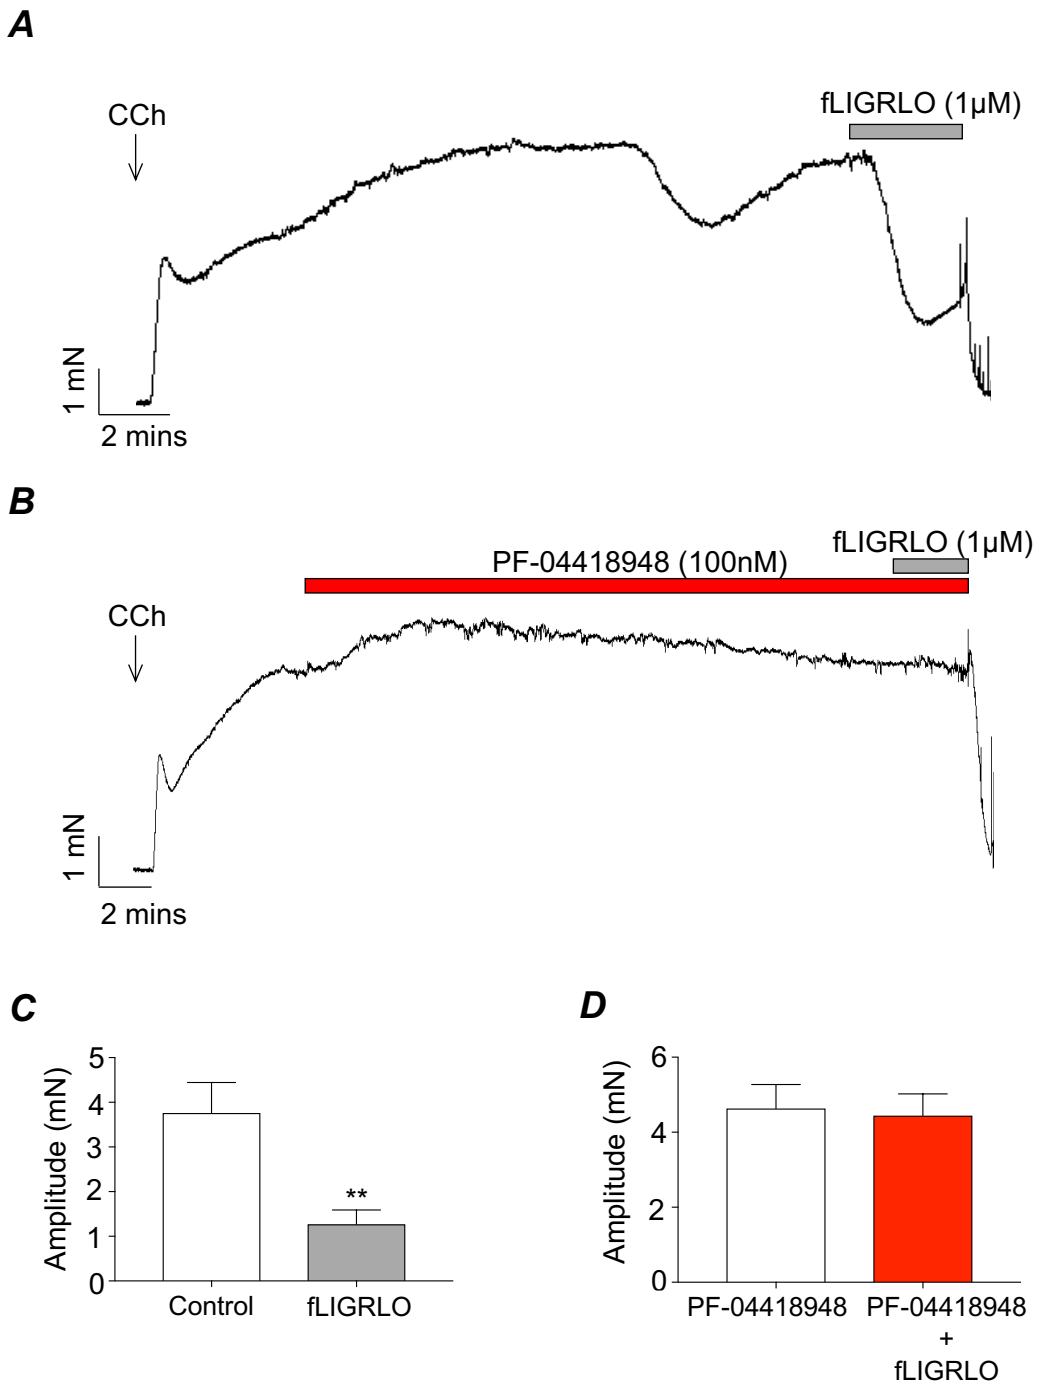 A
CCh
fLIGRLO (1µM)
1 mN
2 mins
B
PF-04418948 (100nM)
fLIGRLO (1µM)
CCh
1 mN
2 mins
C
Amplitude (mN)
5
4
3
2
1
0
**
Control
fLIGRLO
D
Amplitude (mN)
6
4
2
0
PF-04418948
PF-04418948
+
fLIGRLO